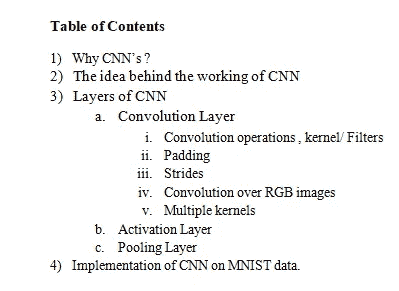 Table of Contents
1) Why CNN's ?
2) The idea behind the working of CNN
3) Layers of CNN
a. Convolution Layer
i. Convolution operations , kernel/ Filters
ii. Padding
iii. Strides
iv. Convolution over RGB images
v. Multiple kernels
b. Activation Layer
c. Pooling Layer
4) Implementation of CNN on MNIST data.